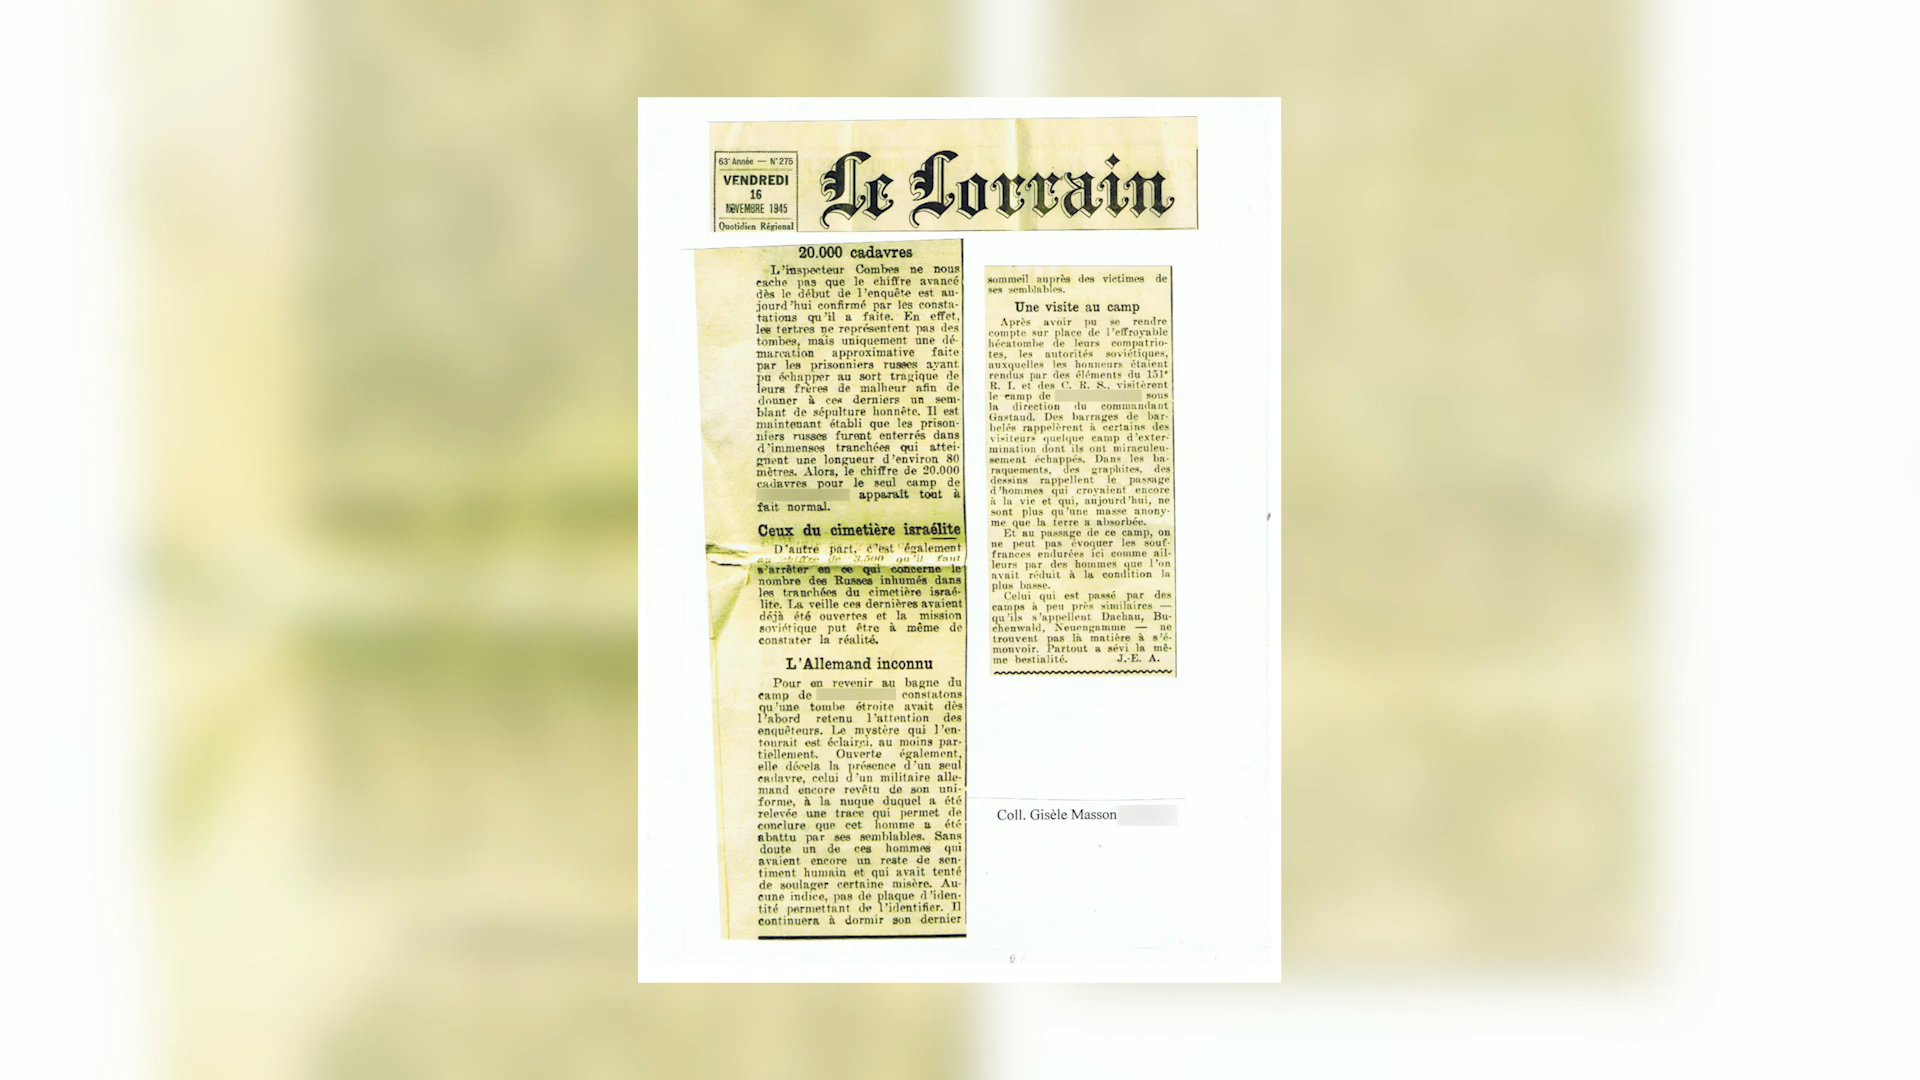 63e Année — N° 275
VENDREDI
16
NOVEMBRE 1945
Quotidien Régional
Le Lorrain
20.000 cadavres
L'inspecteur Combes ne nous
cache pas que le chiffre avancé
dès le début de l'enquête est au-
jourd'hui confirmé par les consta-
tations qu'il a faite. En effet,
les tertres ne représentent pas des
tombes, mais uniquement une dé-
marcation approximative faite
par les prisonniers russes ayant
pu échapper au sort tragique de
leurs frères de malheur afin de
donner à ces derniers un sem-
blant de sépulture honnête. Il est
maintenant établi que les prison-
niers russes furent enterrés dans
d'immenses tranchées qui attei-
gnent une longueur d'environ 80
mètres. Alors, le chiffre de 20.000
cadavres pour le seul camp de
apparaît tout à
fait normal.
Ceux du cimetière israélite
D'autre part, c'est également
au chiffre de 3.500 qu'il faut
s'arrêter en ce qui concerne le
nombre des Russes inhumés dans
les tranchées du cimetière israé-
lite. La veille ces dernières avaient
déjà été ouvertes et la mission
soviétique put être à même de
constater la réalité.
L'Allemand inconnu
Pour en revenir au bagne du
camp de constatons
qu'une tombe étroite avait dès
l'abord retenu l'attention des
enquêteurs. Le mystère qui l'en-
tourait est éclairci, au moins par-
tiellement. Ouverte également,
elle décela la présence d'un seul
cadavre, celui d'un militaire alle-
mand encore revêtu de son uni-
forme, à la nuque duquel a été
relevée une trace qui permet de
conclure que cet homme a été
abattu par ses semblables. Sans
doute un de ces hommes qui
avaient encore un reste de sen-
timent humain et qui avait tenté
de soulager certaine misère. Au-
cune indice, pas de plaque d'iden-
tité permettant de l'identifier. Il
continuera à dormir son dernier
sommeil auprès des victimes de
ses semblables.
Une visite au camp
Après avoir pu se rendre
compte sur place de l'effroyable
hécatombe de leurs compatrio-
tes, les autorités soviétiques,
auxquelles les honneurs étaient
rendus par des éléments du 151e
R. I. et des C. R. S., visitèrent
le camp de sous
la direction du commandant
Gastaud. Des barrages de bar-
belés rappelèrent à certains des
visiteurs quelque camp d'exter-
mination dont ils ont miraculeu-
sement échappés. Dans les ba-
raquements, des graphites, des
dessins rappellent le passage
d'hommes qui croyaient encore
à la vie et qui, aujourd'hui, ne
sont plus qu'une masse anony-
me que la terre a absorbée.
Et au passage de ce camp, on
ne peut pas évoquer les souf-
frances endurées ici comme ail-
leurs par des hommes que l'on
avait réduit à la condition la
plus basse.
Celui qui est passé par des
camps à peu près similaires —
qu'ils s'appellent Dachau, Bu-
chenwald, Neuengamme — ne
trouvent pas là matière à s'é-
mouvoir. Partout a sévi la mê-
me bestialité. J.-E. A.
Coll. Gisèle Masson